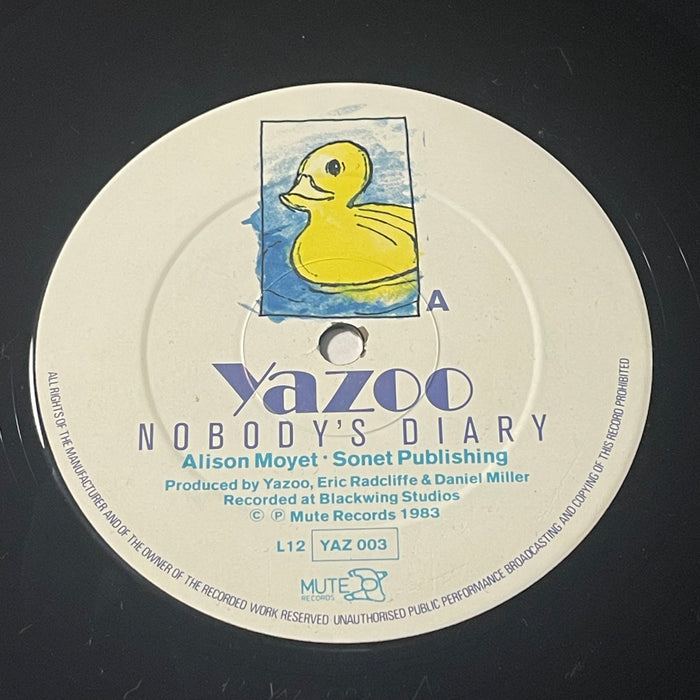 A
yazoo
NOBODY'S DIARY
Alison Moyet · Sonet Publishing
Produced by Yazoo, Eric Radcliffe & Daniel Miller
Recorded at Blackwing Studios
© ℗ Mute Records 1983
L12 YAZ 003
MUTE
RECORDS
ALL RIGHTS OF THE MANUFACTURER AND OF THE OWNER OF THE RECORDED WORK RESERVED UNAUTHORISED PUBLIC PERFORMANCE BROADCASTING AND COPYING OF THIS RECORD PROHIBITED